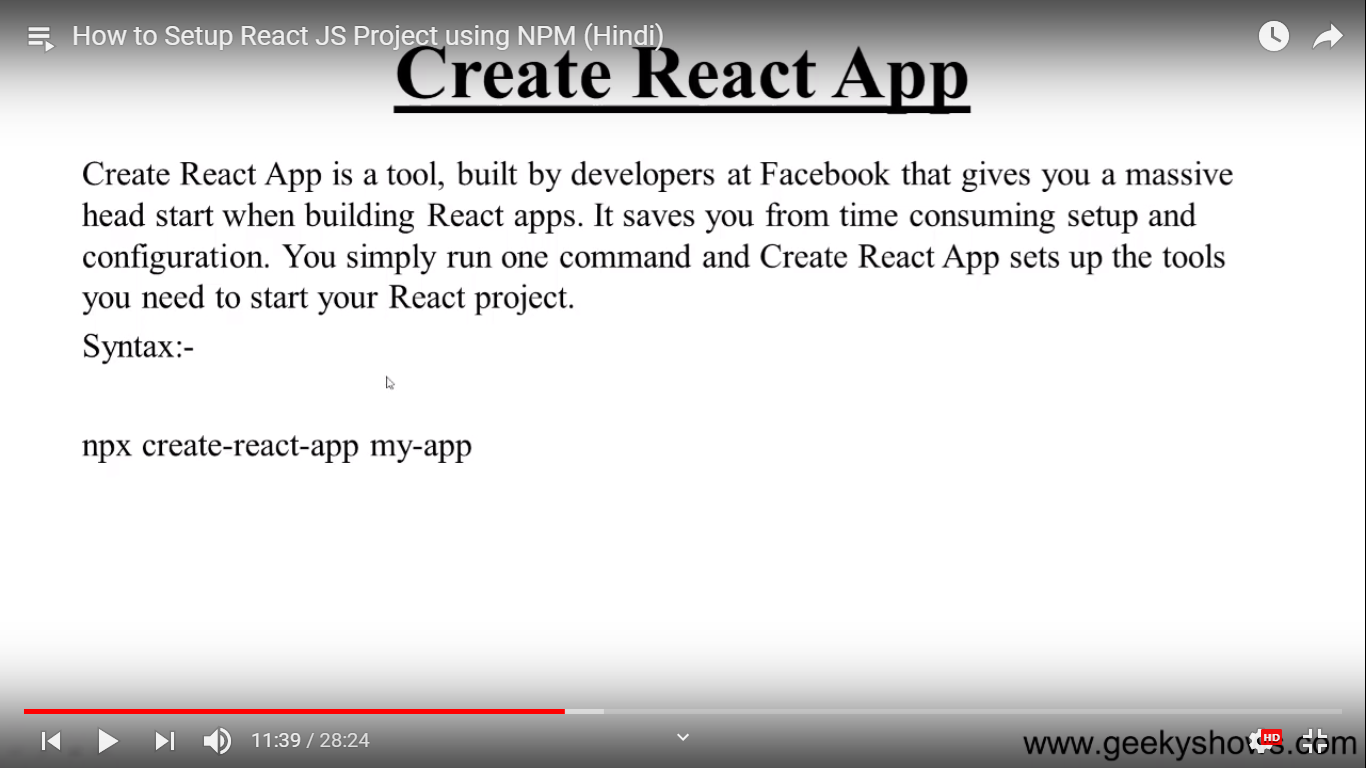 How to Setup React JS Project using NPM (Hindi)
Create React App
Create React App is a tool, built by developers at Facebook that gives you a massive
head start when building React apps. It saves you from time consuming setup and
configuration. You simply run one command and Create React App sets up the tools
you need to start your React project.
Syntax:-
npx create-react-app my-app
11:39 / 28:24
HD
www.geekyshows.com